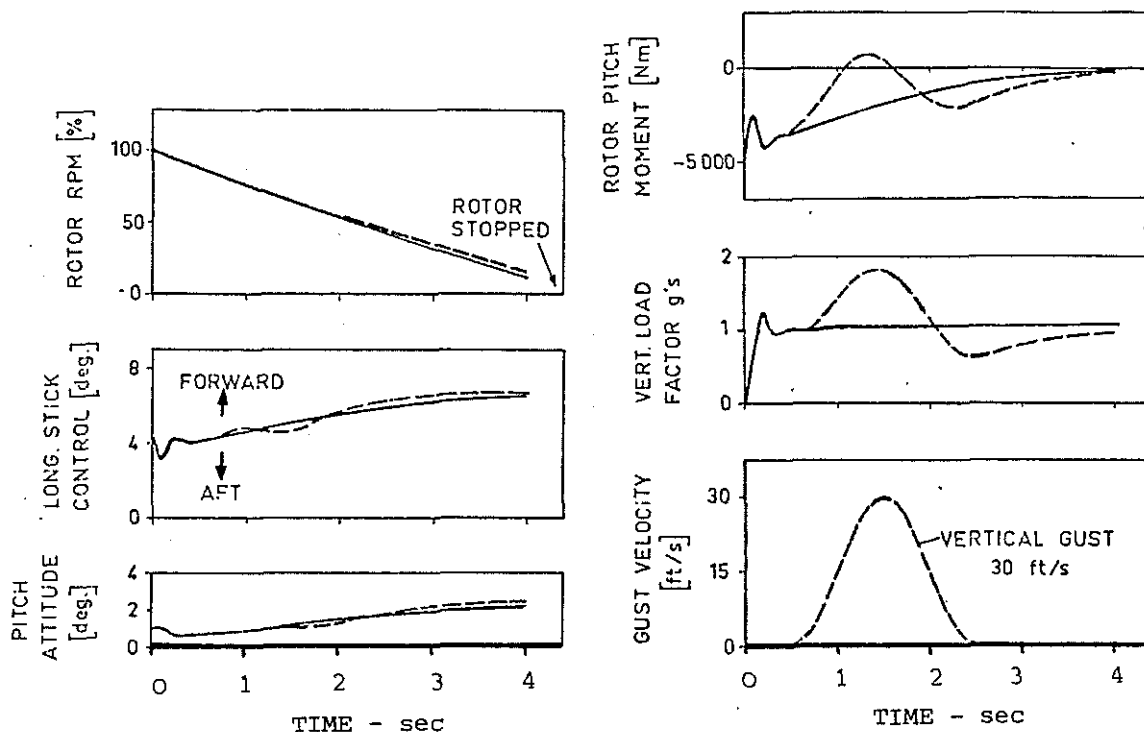 ROTOR RPM [%]
100
50
0
ROTOR
STOPPED
LONG. STICK
CONTROL [deg.]
8
4
0
FORWARD
AFT
PITCH
ATTITUDE
[deg.]
4
2
0
0 1 2 3 4
TIME - sec
ROTOR PITCH
MOMENT [Nm]
0
-5000
VERT. LOAD
FACTOR g's
2
1
0
GUST VELOCITY
[ft/s]
30
15
0
VERTICAL GUST
30 ft/s
0 1 2 3 4
TIME - sec